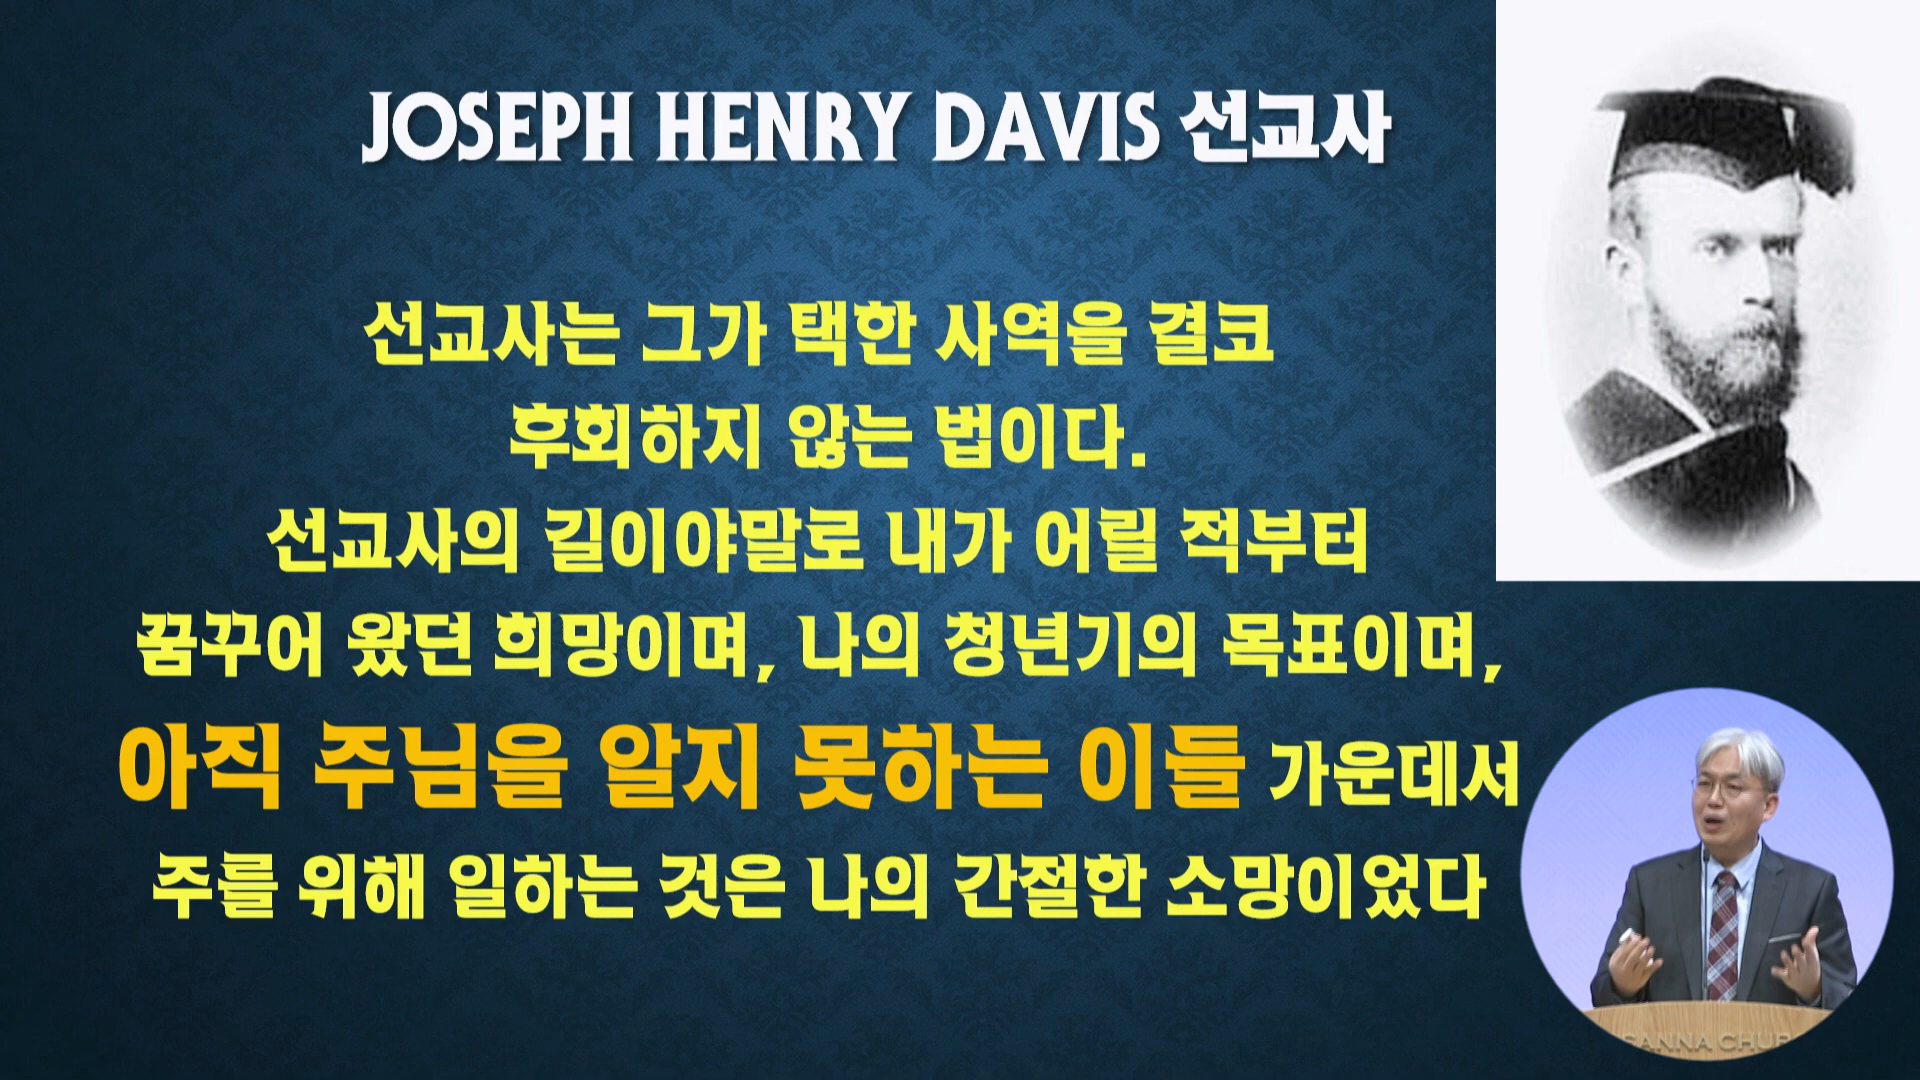 JOSEPH HENRY DAVIS 선교사
선교사는 그가 택한 사역을 결코
후회하지 않는 법이다.
선교사의 길이야말로 내가 어릴 적부터
꿈꾸어 왔던 희망이며, 나의 청년기의 목표이며,
아직 주님을 알지 못하는 이들 가운데서
주를 위해 일하는 것은 나의 간절한 소망이었다